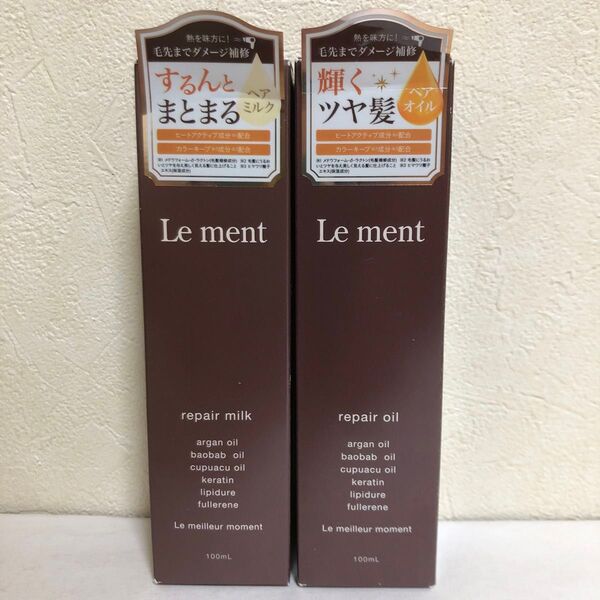 熱を味方に!
毛先までダメージ補修
するんと
まとまる
ヘア
ミルク
ヒートアクティブ成分※1配合
カラーキープ※2成分※3配合
Le ment
repair milk
argan oil
baobab oil
cupuacu oil
keratin
lipidure
fullerene
Le meilleur moment
100mL
熱を味方に!
毛先までダメージ補修
輝く
ツヤ髪
ヘア
オイル
ヒートアクティブ成分※1配合
カラーキープ※2成分※3配合
Le ment
repair oil
argan oil
baobab oil
cupuacu oil
keratin
lipidure
fullerene
Le meilleur moment
100mL